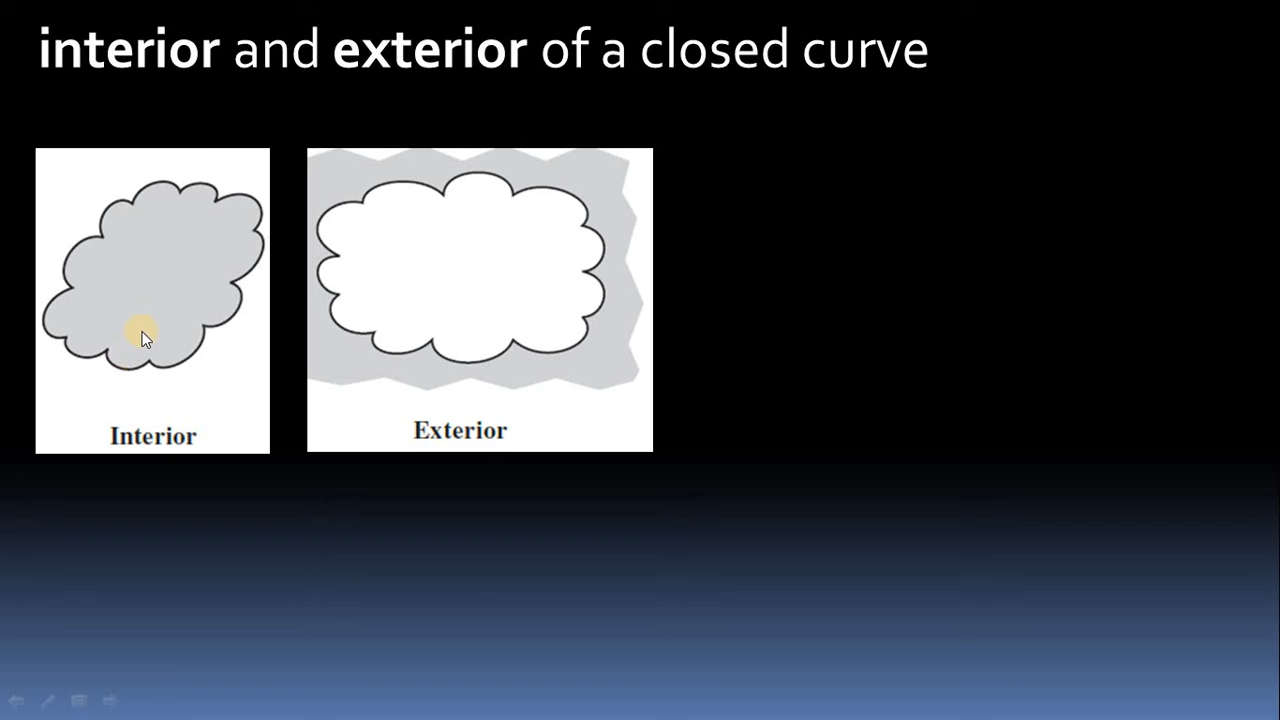 interior and exterior of a closed curve
Interior
Exterior